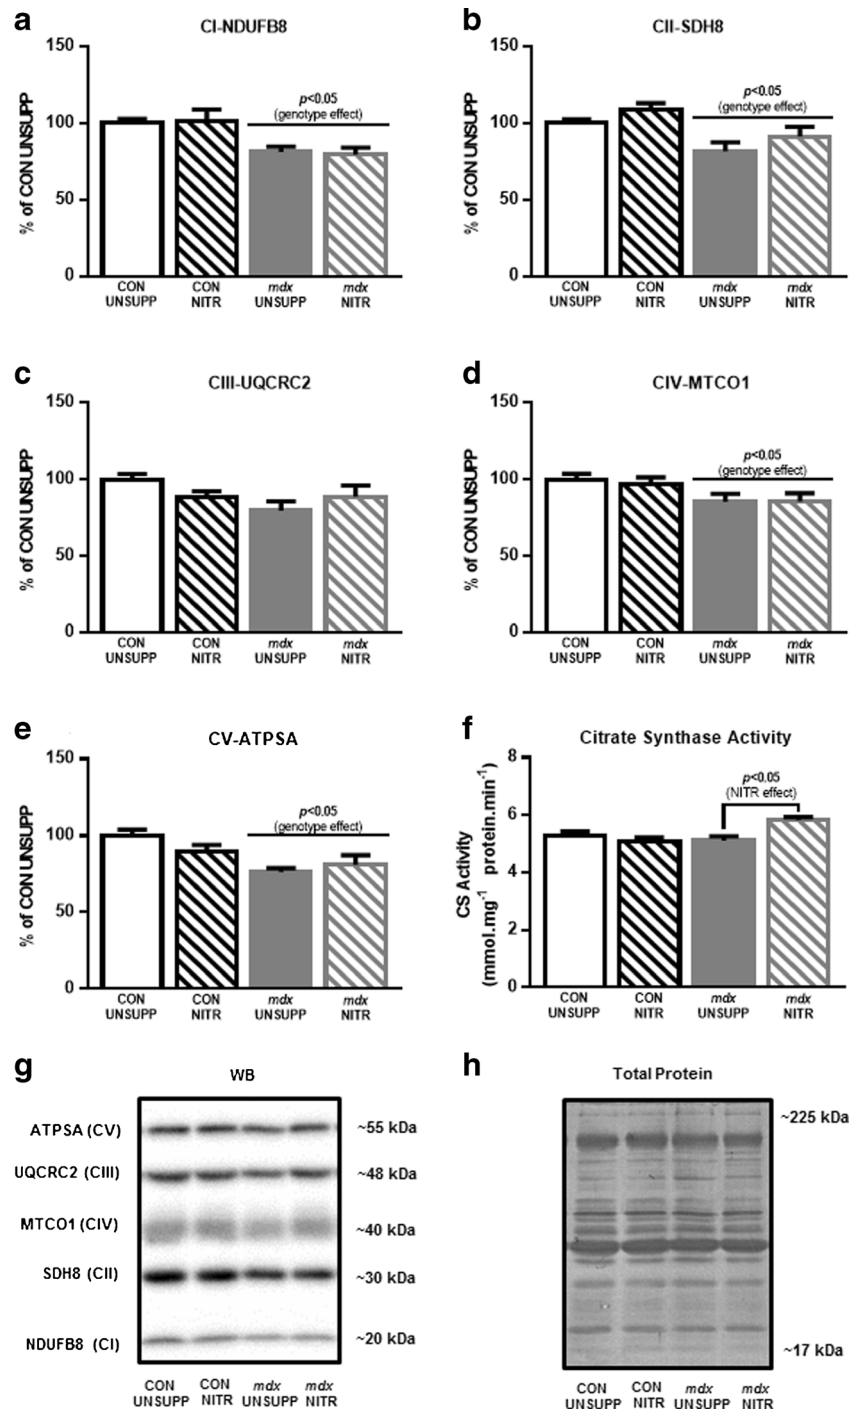 a
CI-NDUFB8
% of CON UNSUPP
150
100
50
0
p<0.05
(genotype effect)
CON
UNSUPP
CON
NITR
mdx
UNSUPP
mdx
NITR
b
CII-SDH8
% of CON UNSUPP
150
100
50
0
p<0.05
(genotype effect)
CON
UNSUPP
CON
NITR
mdx
UNSUPP
mdx
NITR
c
CIII-UQCRC2
% of CON UNSUPP
150
100
50
0
CON
UNSUPP
CON
NITR
mdx
UNSUPP
mdx
NITR
d
CIV-MTCO1
% of CON UNSUPP
150
100
50
0
p<0.05
(genotype effect)
CON
UNSUPP
CON
NITR
mdx
UNSUPP
mdx
NITR
e
CV-ATPSA
% of CON UNSUPP
150
100
50
0
p<0.05
(genotype effect)
CON
UNSUPP
CON
NITR
mdx
UNSUPP
mdx
NITR
f
Citrate Synthase Activity
CS Activity
(mmol.mg⁻¹ protein.min⁻¹)
8
6
4
2
0
p<0.05
(NITR effect)
CON
UNSUPP
CON
NITR
mdx
UNSUPP
mdx
NITR
g
WB
ATPSA (CV)
~55 kDa
UQCRC2 (CIII)
~48 kDa
MTCO1 (CIV)
~40 kDa
SDH8 (CII)
~30 kDa
NDUFB8 (CI)
~20 kDa
CON
UNSUPP
CON
NITR
mdx
UNSUPP
mdx
NITR
h
Total Protein
~225 kDa
~17 kDa
CON
UNSUPP
CON
NITR
mdx
UNSUPP
mdx
NITR